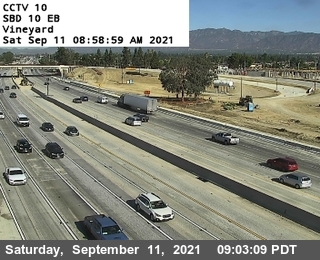 CCTV 10
SBD 10 EB
Vineyard
Sat Sep 11 08:58:59 AM 2021
Saturday, September 11, 2021 09:03:09 PDT